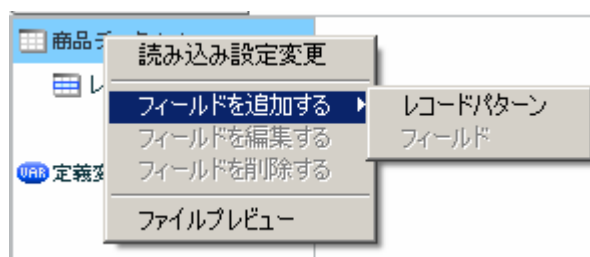 商品デ
読み込み設定変更
レ
フィールドを追加する
レコードパターン
フィールドを編集する
フィールド
VAR 定義変
フィールドを削除する
ファイルプレビュー